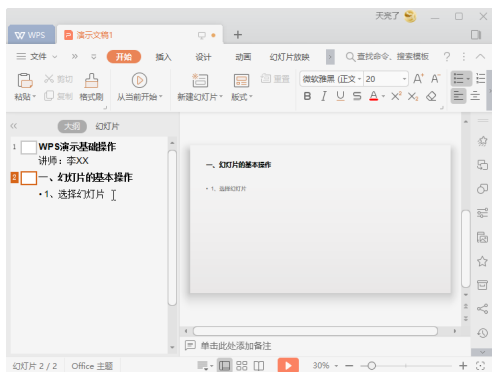 天亮了
WPS 演示文稿1 +
三 文件 » 开始 插入 设计 动画 幻灯片放映 查找命令、搜索模板
粘贴 剪切 复制 格式刷 从当前开始 新建幻灯片 版式 重置 微软雅黑 (正文 20 A+ A-
B I U S A X² X₂
大纲 幻灯片
1 WPS演示基础操作
讲师：李XX
2 一、幻灯片的基本操作
• 1、选择幻灯片
一、幻灯片的基本操作
• 1、选择幻灯片
单击此处添加备注
幻灯片 2 / 2 Office 主题 30% - +